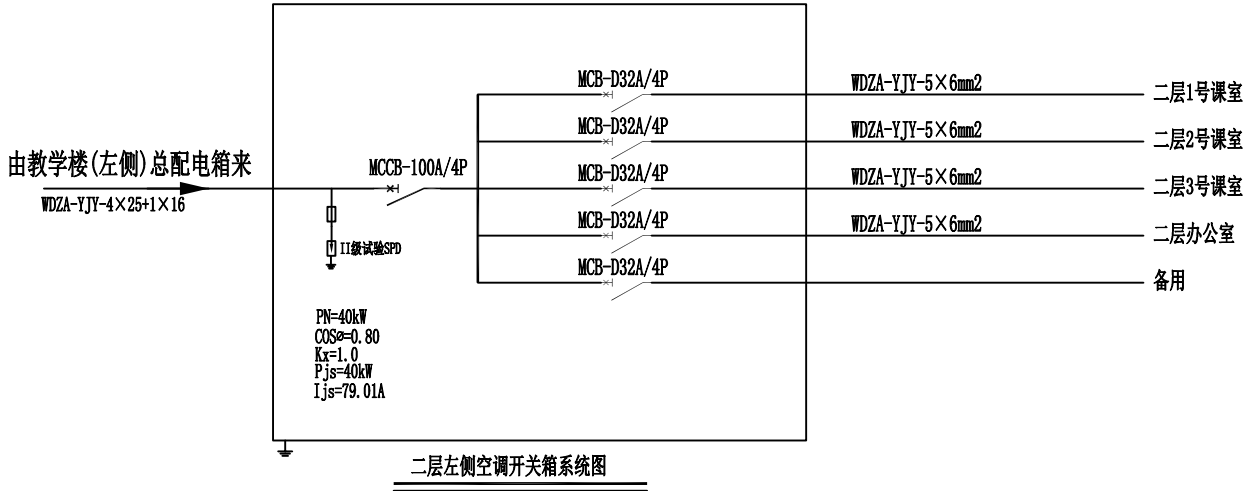 MCB-D32A/4P
WDZA-YJY-5×6mm2
二层1号课室
MCB-D32A/4P
WDZA-YJY-5×6mm2
二层2号课室
由教学楼(左侧)总配电箱来
WDZA-YJY-4×25+1×16
MCCB-100A/4P
MCB-D32A/4P
WDZA-YJY-5×6mm2
二层3号课室
MCB-D32A/4P
WDZA-YJY-5×6mm2
二层办公室
II级试验SPD
MCB-D32A/4P
备用
PN=40kW
COSø=0.80
Kx=1.0
Pjs=40kW
Ijs=79.01A
二层左侧空调开关箱系统图